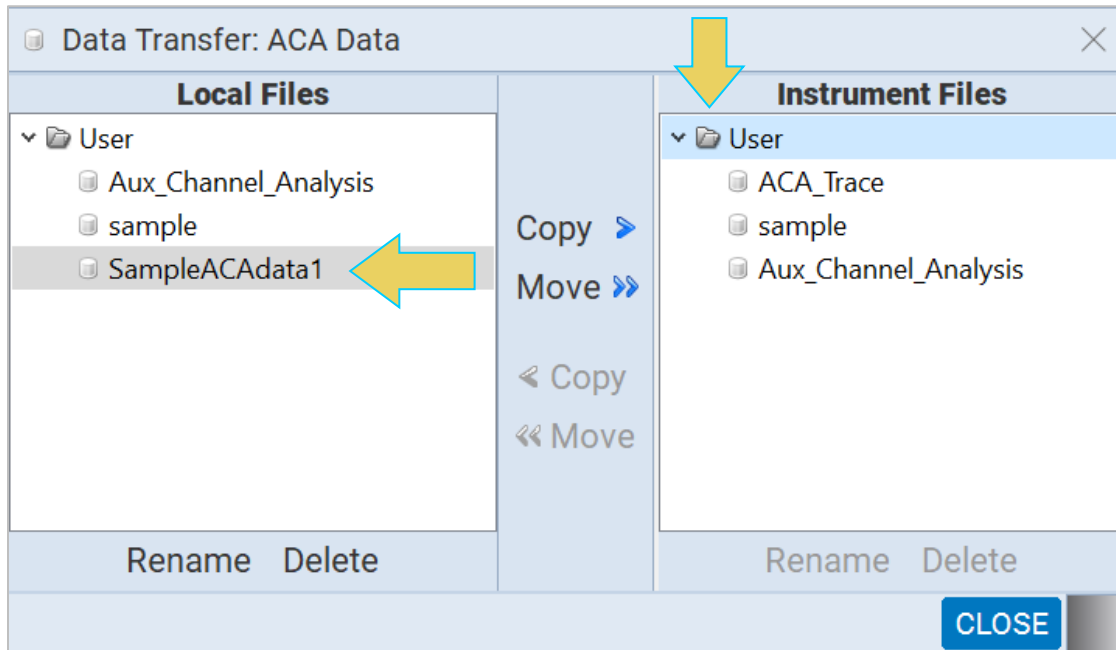 Data Transfer: ACA Data
Local Files
User
Aux_Channel_Analysis
sample
SampleACAdata1
Rename Delete
Copy
Move
Copy
Move
Instrument Files
User
ACA_Trace
sample
Aux_Channel_Analysis
Rename Delete
CLOSE